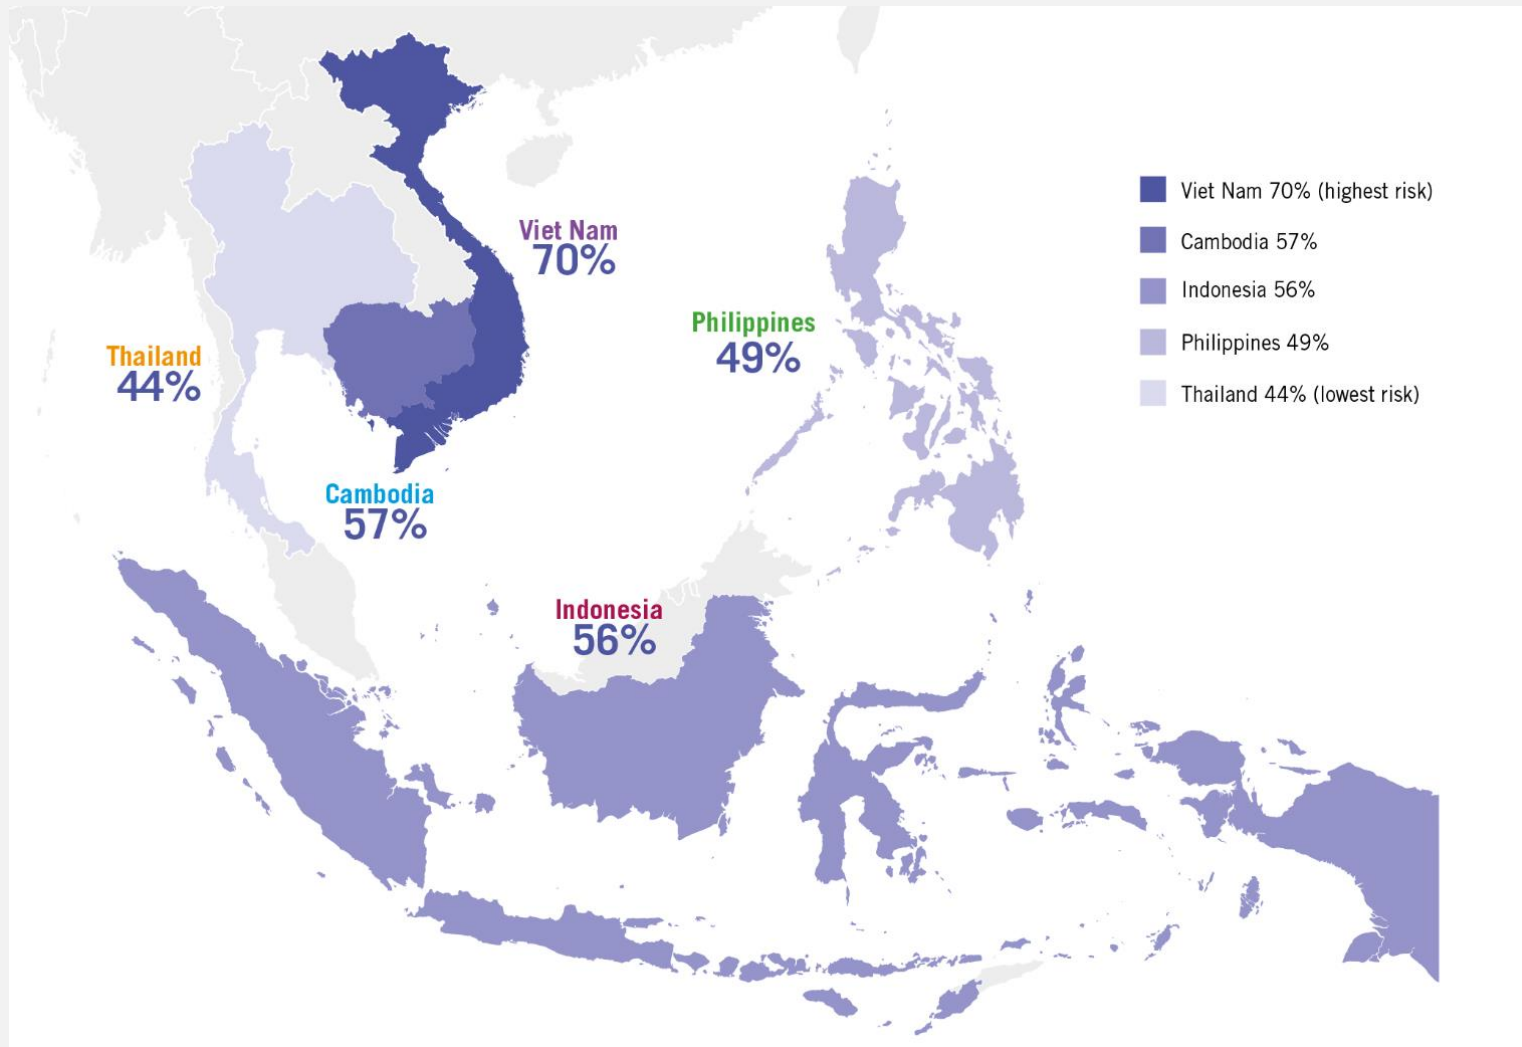 Viet Nam
70%
Philippines
49%
Thailand
44%
Cambodia
57%
Indonesia
56%
Viet Nam 70% (highest risk)
Cambodia 57%
Indonesia 56%
Philippines 49%
Thailand 44% (lowest risk)